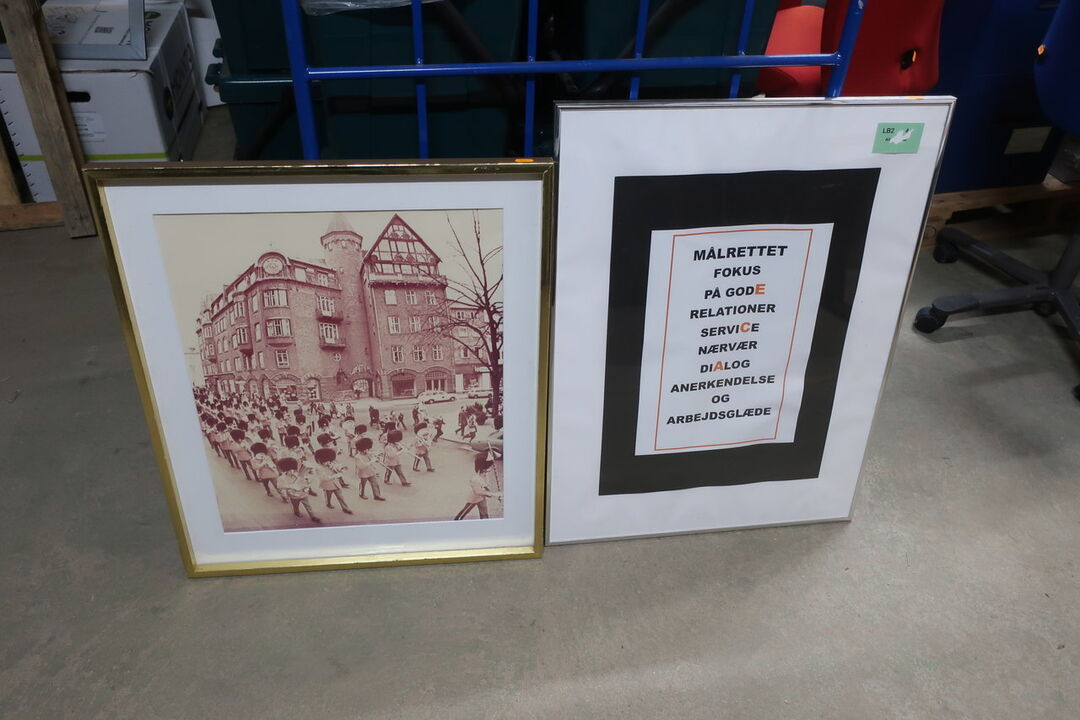 LB2
MÅLRETTET
FOKUS
PÅ GODE
RELATIONER
SERVICE
NÆRVÆR
DIALOG
ANERKENDELSE
OG
ARBEJDSGLÆDE